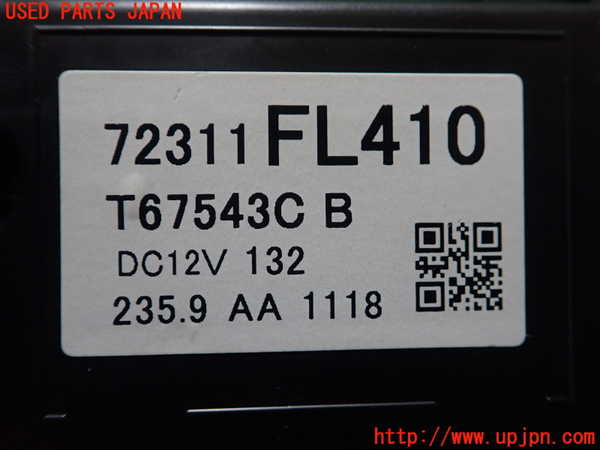 USED PARTS JAPAN
72311 FL410
T67543C B
DC12V 132
235.9 AA 1118
http://www.upjpn.com/